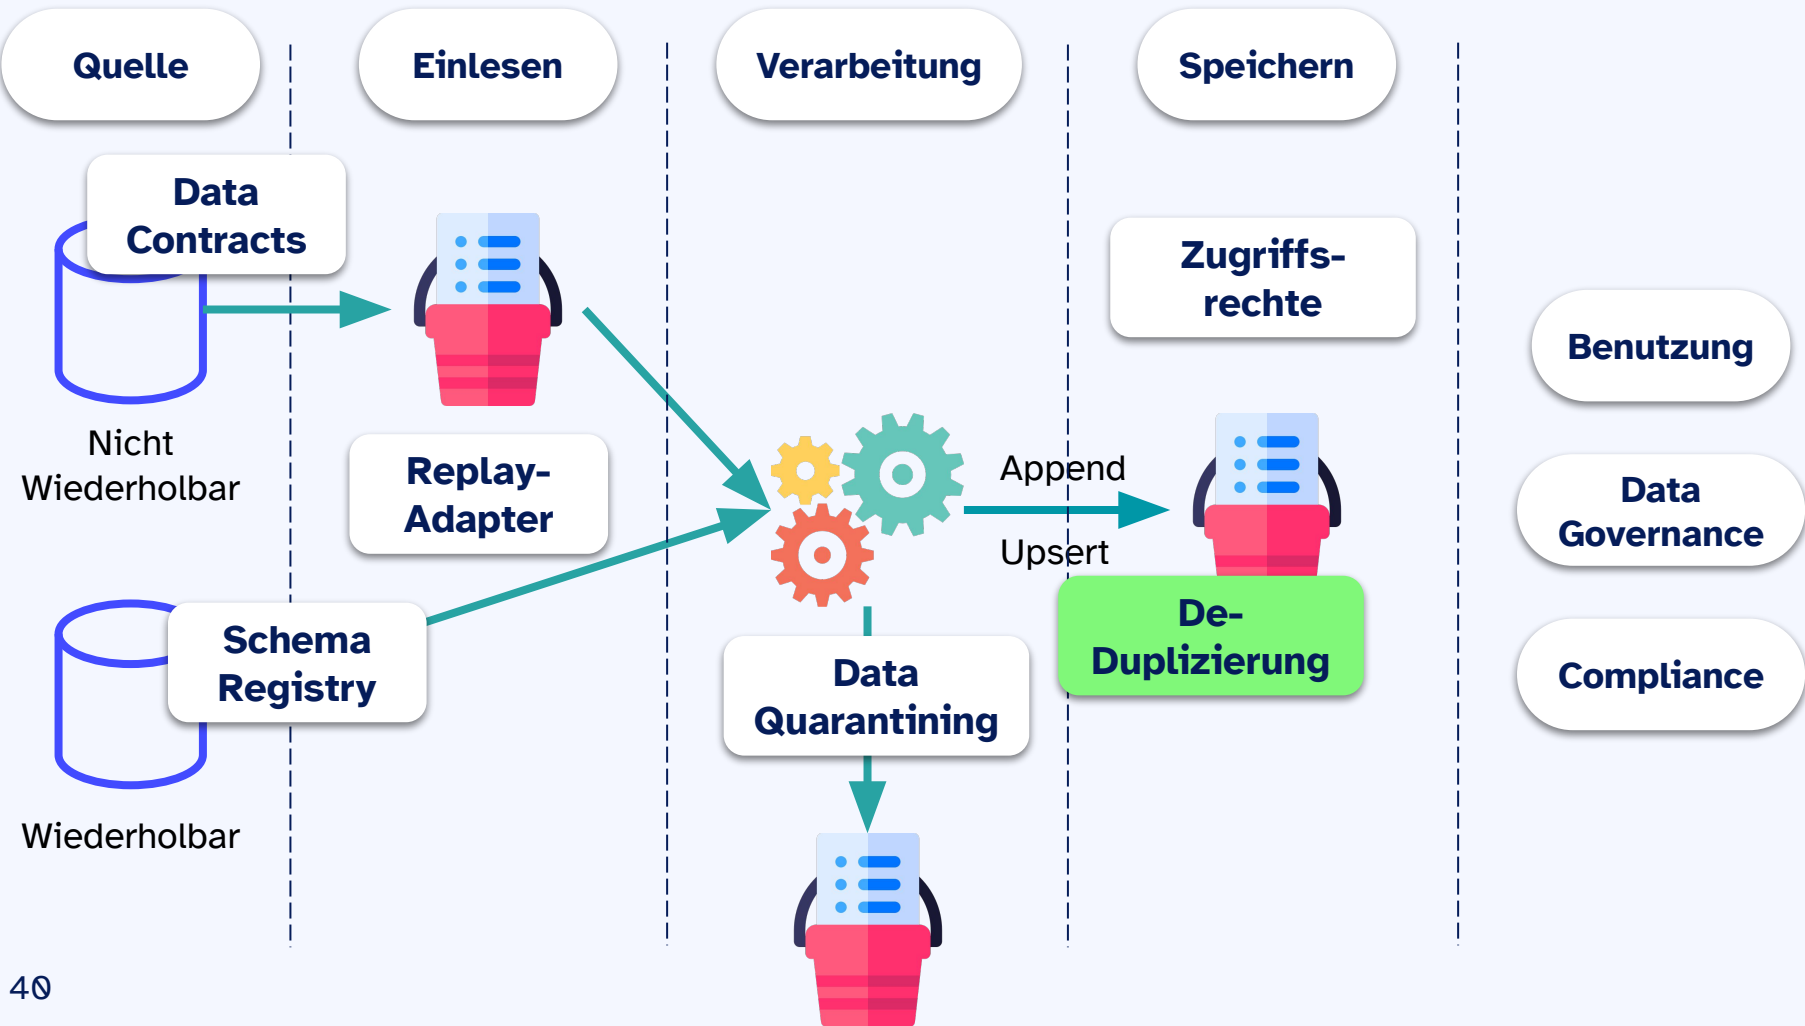 Quelle
Einlesen
Verarbeitung
Speichern
Data
Contracts
Zugriffs-
rechte
Benutzung
Nicht
Wiederholbar
Replay-
Adapter
Append
Upsert
Data
Governance
De-
Duplizierung
Schema
Registry
Data
Quarantining
Compliance
Wiederholbar
40